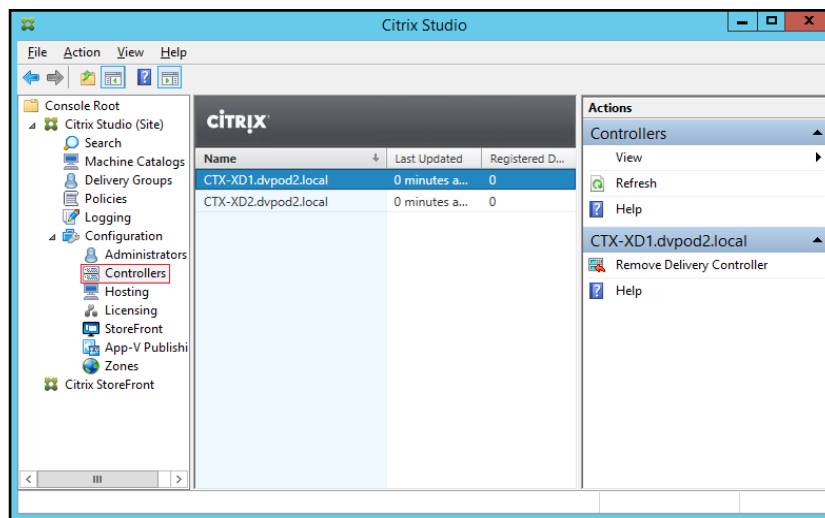 Citrix Studio
File Action View Help
Console Root
Citrix Studio (Site)
Search
Machine Catalogs
Delivery Groups
Policies
Logging
Configuration
Administrators
Controllers
Hosting
Licensing
StoreFront
App-V Publishi
Zones
Citrix StoreFront
CİTRIX
Name Last Updated Registered D...
CTX-XD1.dvpod2.local 0 minutes a... 0
CTX-XD2.dvpod2.local 0 minutes a... 0
Actions
Controllers
View
Refresh
Help
CTX-XD1.dvpod2.local
Remove Delivery Controller
Help